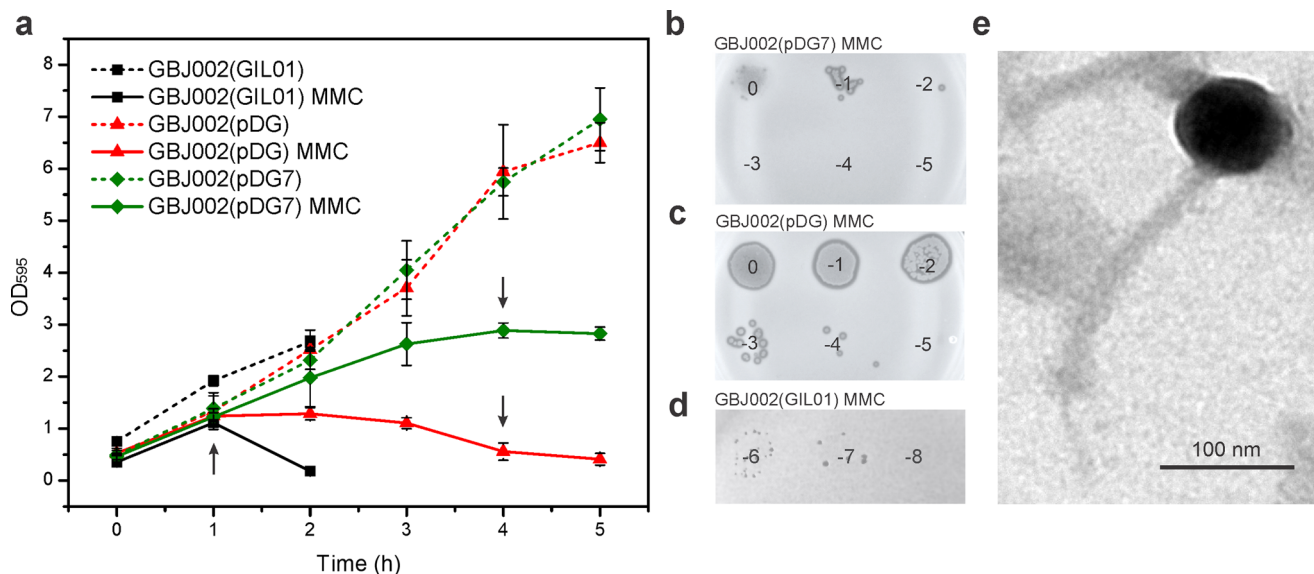 a
8
7
6
5
4
3
2
1
0
OD595
0 1 2 3 4 5
Time (h)
GBJ002(GIL01)
GBJ002(GIL01) MMC
GBJ002(pDG)
GBJ002(pDG) MMC
GBJ002(pDG7)
GBJ002(pDG7) MMC
b
GBJ002(pDG7) MMC
0 -1 -2
-3 -4 -5
c
GBJ002(pDG) MMC
0 -1 -2
-3 -4 -5
d
GBJ002(GIL01) MMC
-6 -7 -8
e
100 nm